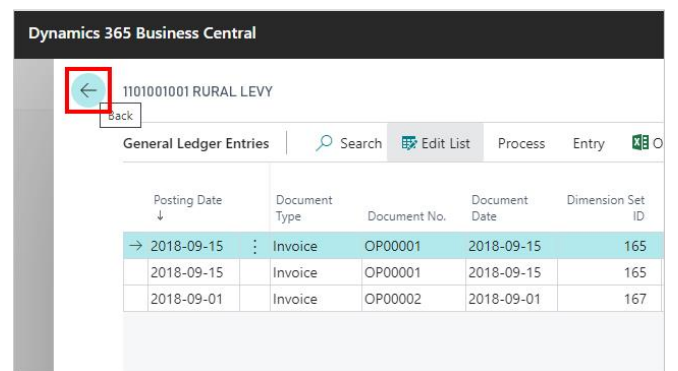 Dynamics 365 Business Central
1101001001 RURAL LEVY
Back
General Ledger Entries Search Edit List Process Entry O
Posting Date ↓ Document Type Document No. Document Date Dimension Set ID
→ 2018-09-15 Invoice OP00001 2018-09-15 165
2018-09-15 Invoice OP00001 2018-09-15 165
2018-09-01 Invoice OP00002 2018-09-01 167